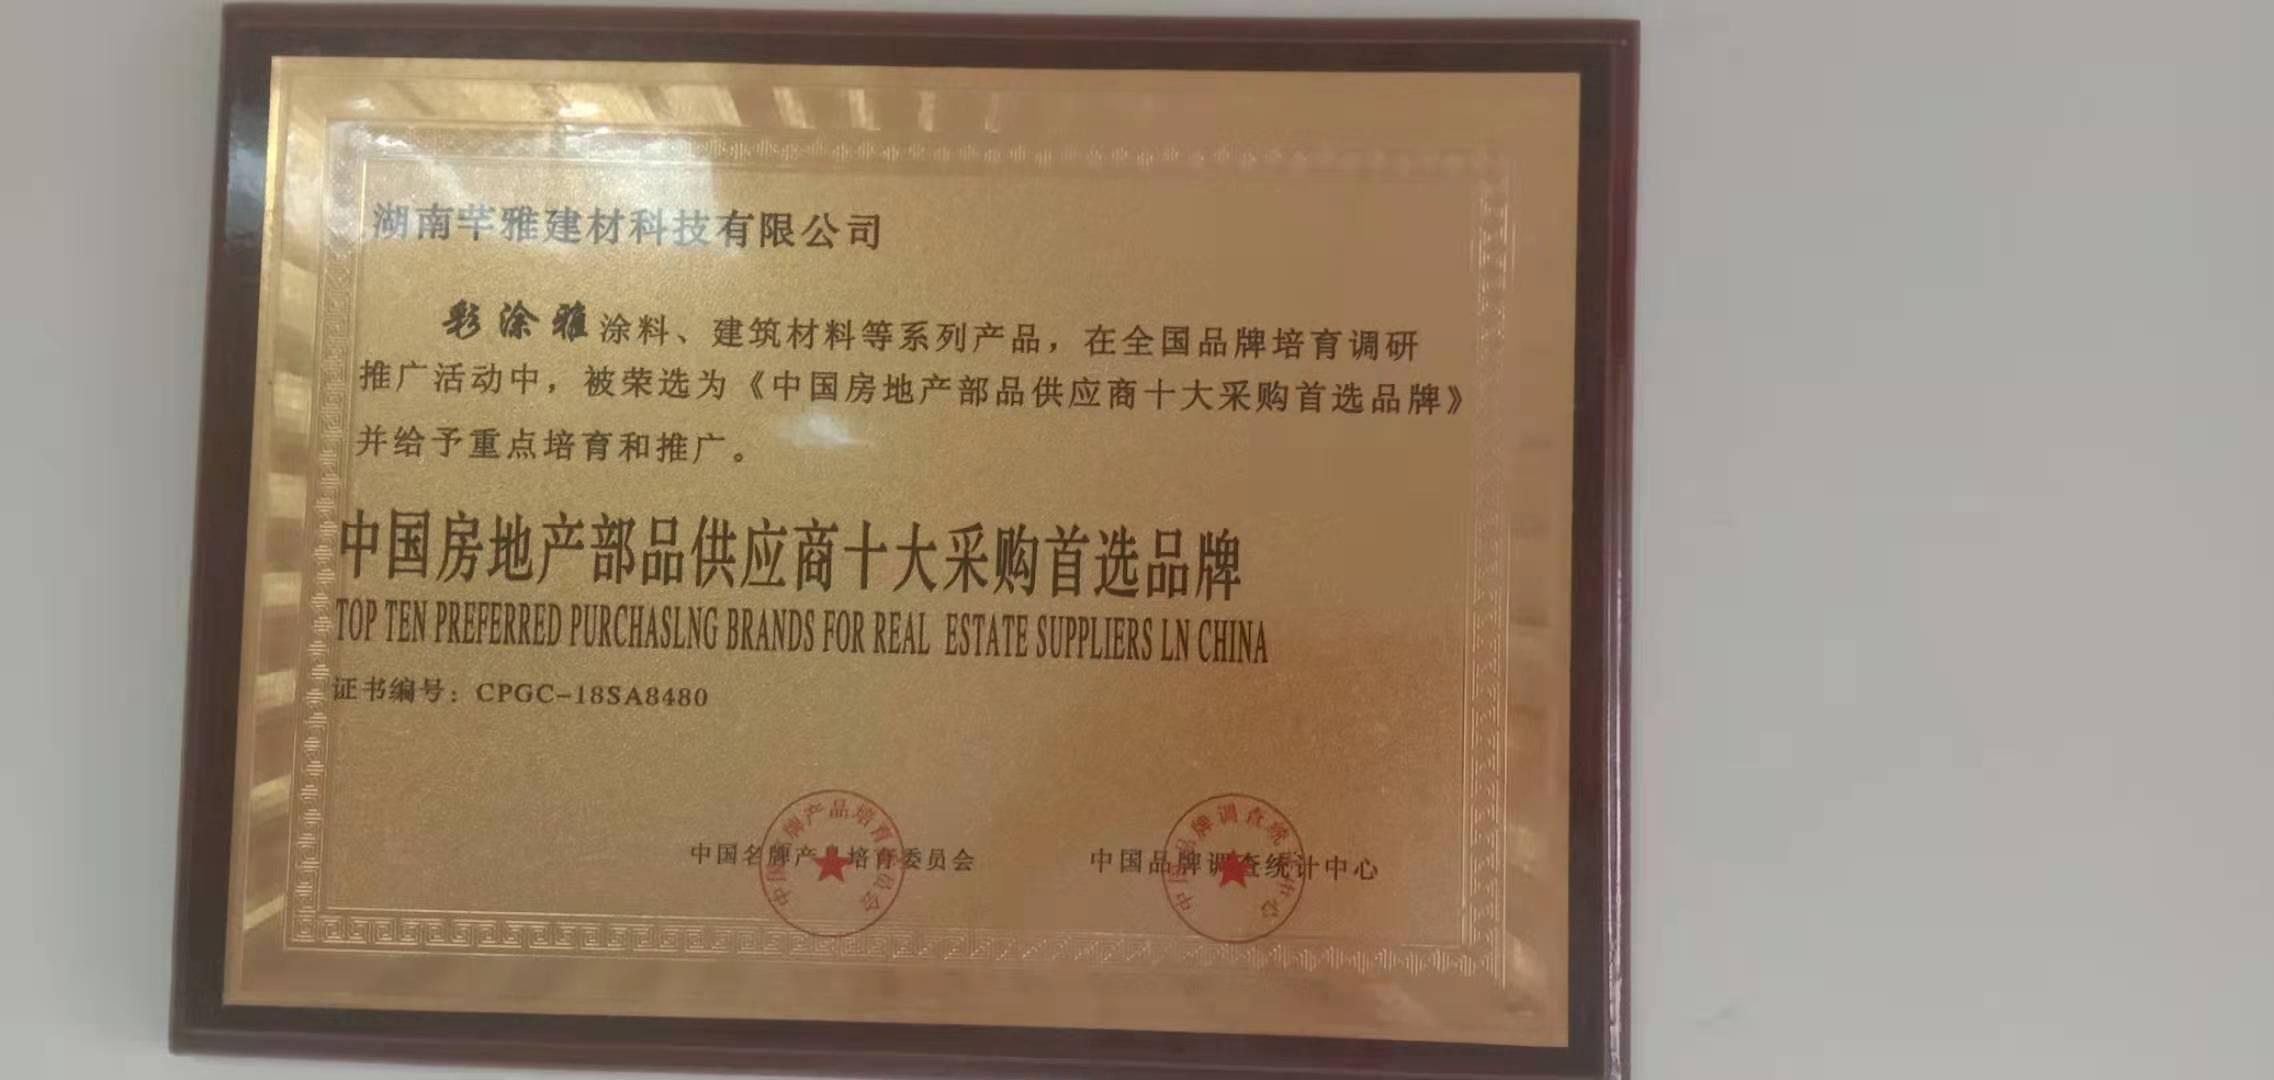 湖南芊雅建材科技有限公司
彩涂雅涂料、建筑材料等系列产品，在全国品牌培育调研
推广活动中，被荣选为《中国房地产部品供应商十大采购首选品牌》
并给予重点培育和推广。
中国房地产部品供应商十大采购首选品牌
TOP TEN PREFERRED PURCHASLNG BRANDS FOR REAL ESTATE SUPPLIERS LN CHINA
证书编号：CPGC-18SA8480
中国名牌产品培育委员会
中国品牌调查统计中心